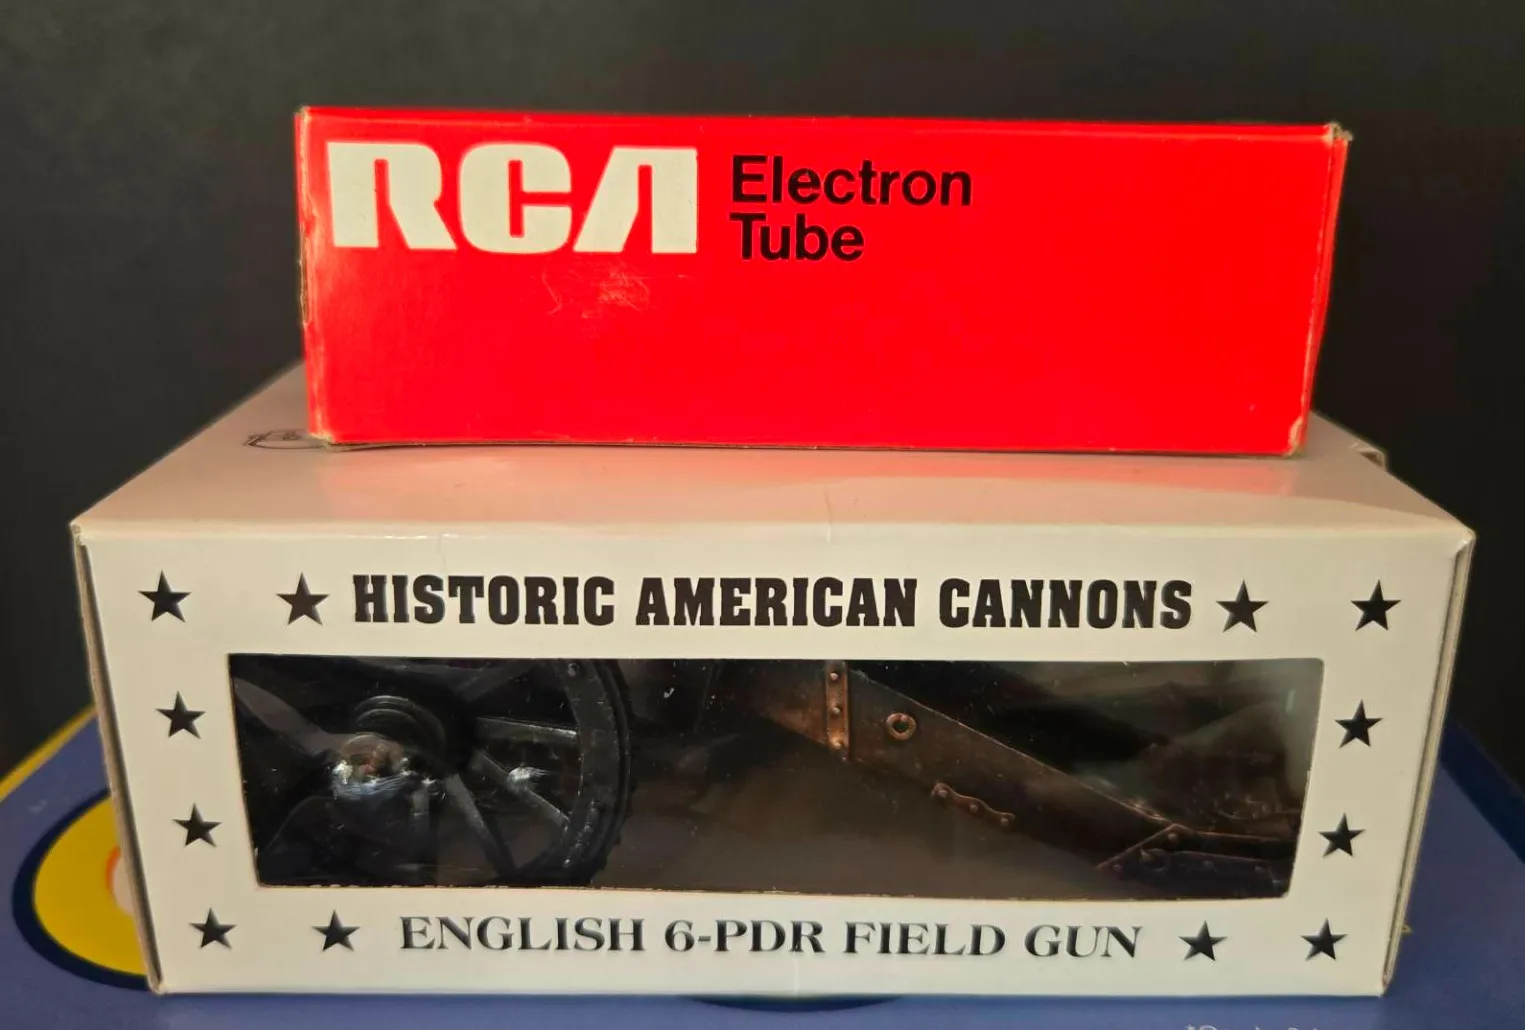 RCA
Electron
Tube
HISTORIC AMERICAN CANNONS
ENGLISH 6-PDR FIELD GUN